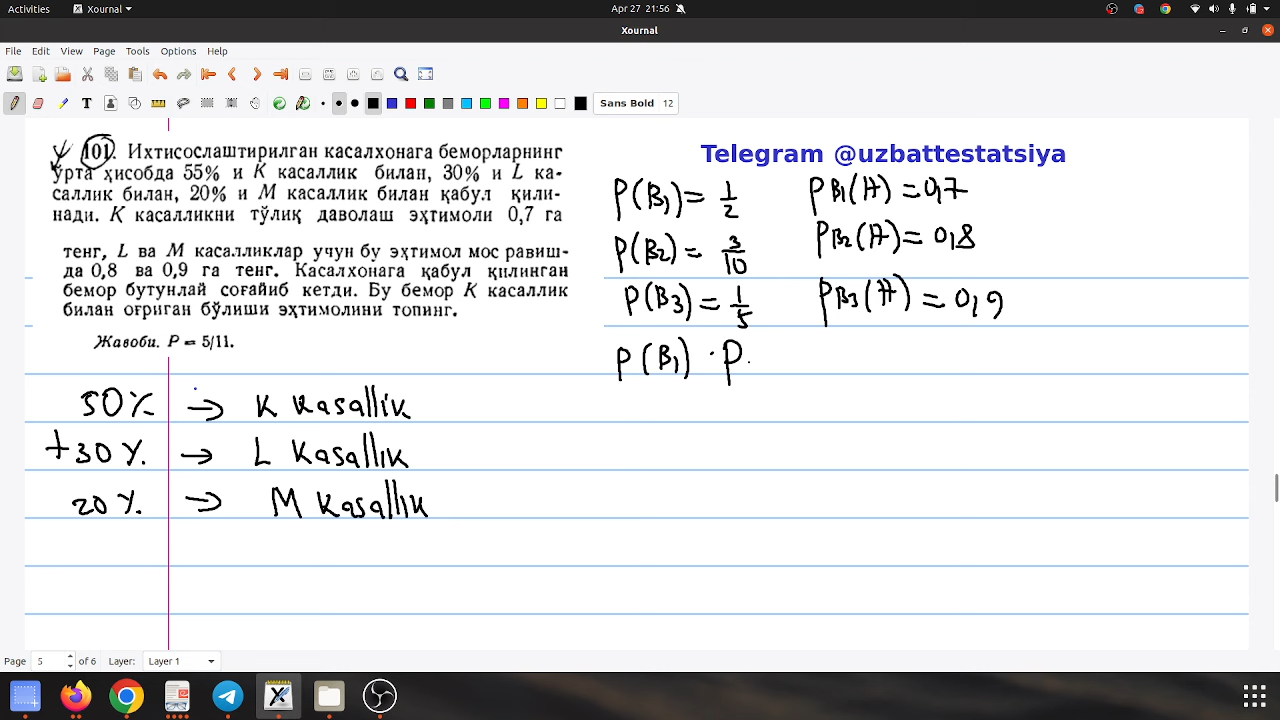 Activities Xournal Apr 27 21:56
Xournal
File Edit View Page Tools Options Help
T Sans Bold 12
101. Ихтисослаштирилган касалхонага беморларнинг
ўрта ҳисобда 55% и K касаллик билан, 30% и L ка-
саллик билан, 20% и M касаллик билан қабул қили-
нади. K касалликни тўлиқ даволаш эҳтимоли 0,7 га
тенг, L ва M касалликлар учун бу эҳтимол мос равиш-
да 0,8 ва 0,9 га тенг. Касалхонага қабул қилинган
бемор бутунлай соғайиб кетди. Бу бемор K касаллик
билан оғриган бўлиши эҳтимолини топинг.
Жавоби. P = 5/11.
50% → K kasallik
+30% → L kasallik
20% → M kasallik
Telegram @uzbattestatsiya
P(B₁) = 1/2 P B₁(A) = 0,7
P(B₂) = 3/10 P B₂(A) = 0,8
P(B₃) = 1/5 P B₃(A) = 0,9
P(B₁) · P
Page 5 of 6 Layer: Layer 1